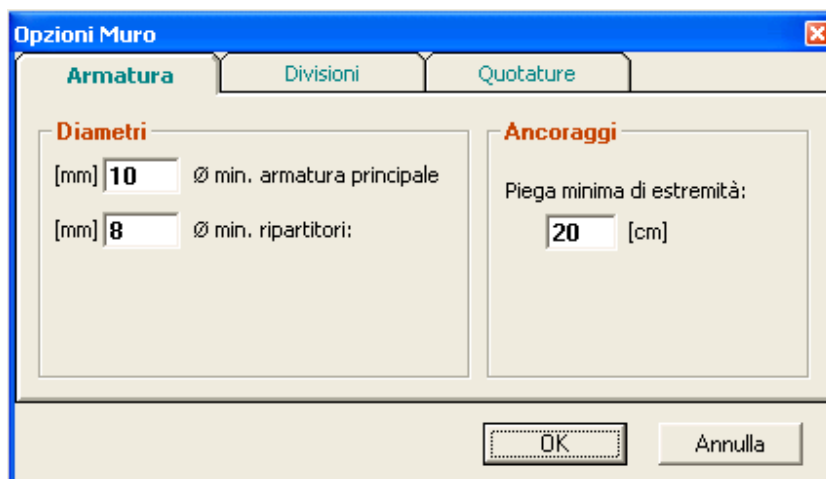 Opzioni Muro
Armatura Divisioni Quotature
Diametri
[mm] 10 Ø min. armatura principale
[mm] 8 Ø min. ripartitori:
Ancoraggi
Piega minima di estremità:
20 [cm]
OK Annulla